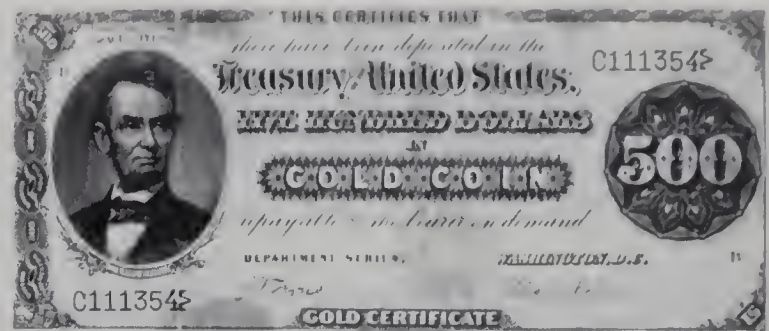 THIS CERTIFIES THAT
there have been deposited in the
Treasury United States,
C111354
FIVE HUNDRED DOLLARS
IN
500
GOLD COIN
repayable to the bearer on demand
DEPARTMENT SERIES,
WASHINGTON, D.C.
C111354
GOLD CERTIFICATE